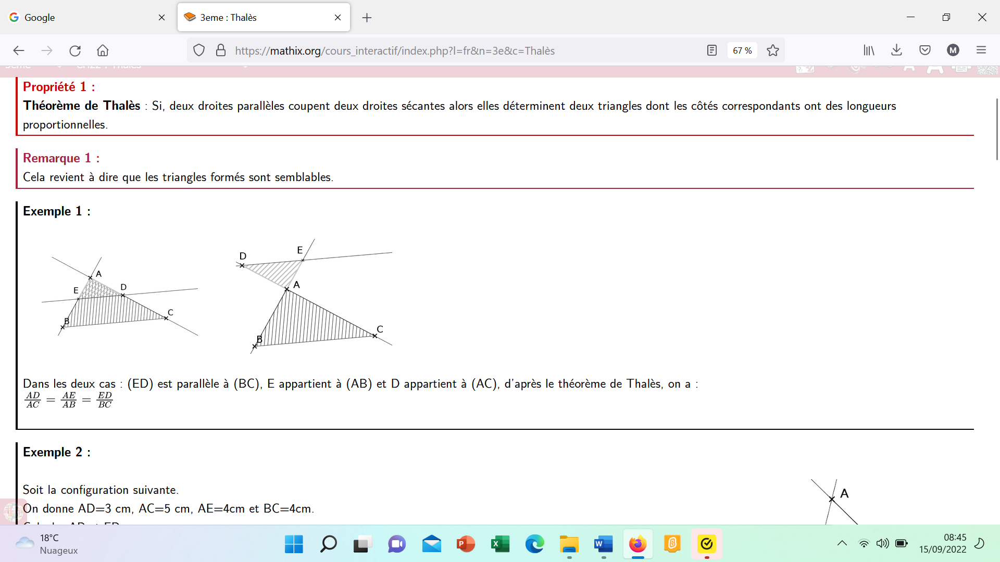 Google
3eme : Thalès
https://mathix.org/cours_interactif/index.php?l=fr&n=3e&c=Thalès
67 %
M
Propriété 1 :
Théorème de Thalès : Si, deux droites parallèles coupent deux droites sécantes alors elles déterminent deux triangles dont les côtés correspondants ont des longueurs
proportionnelles.
Remarque 1 :
Cela revient à dire que les triangles formés sont semblables.
Exemple 1 :
A
E
D
B
C
D
E
A
B
C
Dans les deux cas : (ED) est parallèle à (BC), E appartient à (AB) et D appartient à (AC), d'après le théorème de Thalès, on a :
AD/AC = AE/AB = ED/BC
Exemple 2 :
Soit la configuration suivante.
On donne AD=3 cm, AC=5 cm, AE=4cm et BC=4cm.
A
18°C
Nuageux
08:45
15/09/2022